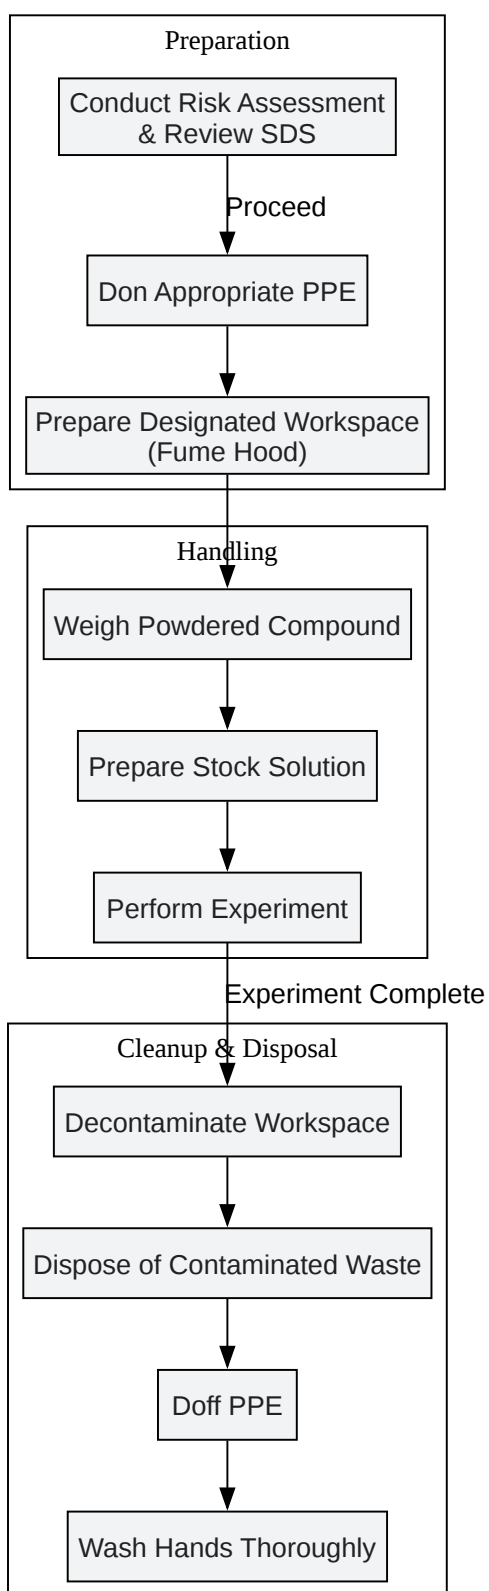 Preparation
Conduct Risk Assessment
& Review SDS
Proceed
Don Appropriate PPE
Prepare Designated Workspace
(Fume Hood)
Handling
Weigh Powdered Compound
Prepare Stock Solution
Perform Experiment
Experiment Complete
Cleanup & Disposal
Decontaminate Workspace
Dispose of Contaminated Waste
Doff PPE
Wash Hands Thoroughly